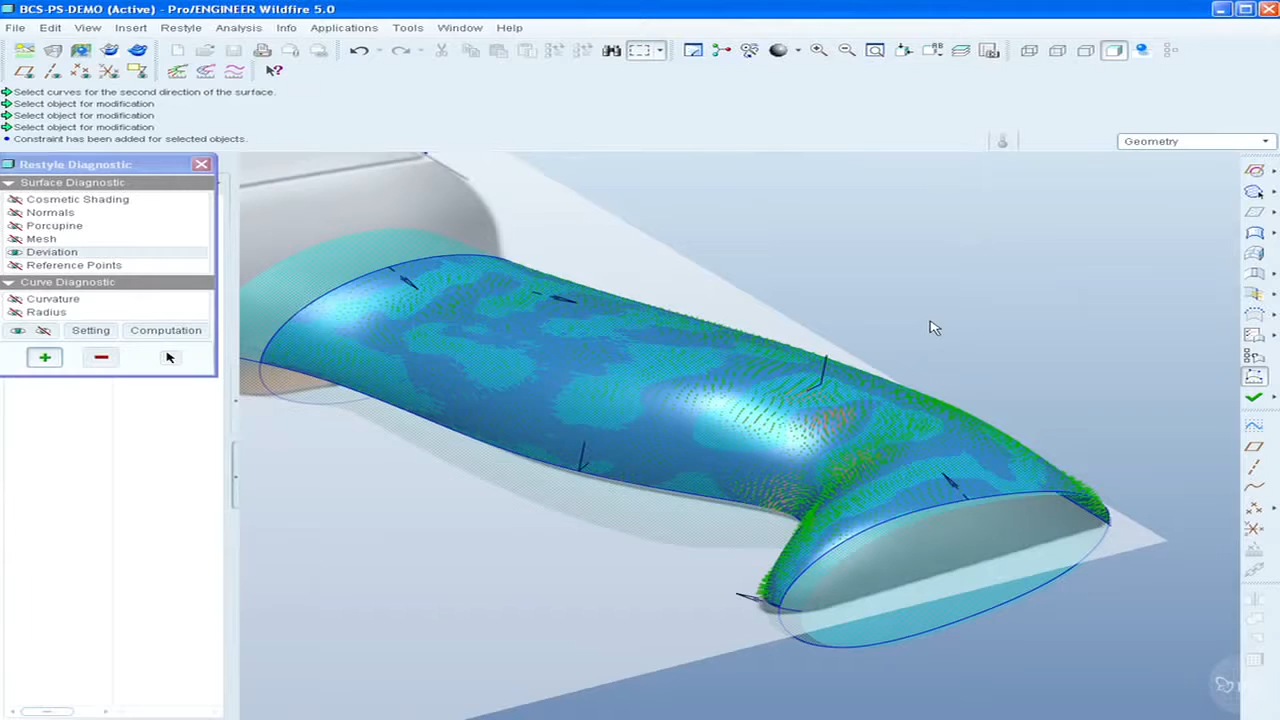 BCS-PS-DEMO (Active) - Pro/ENGINEER Wildfire 5.0
File Edit View Insert Restyle Analysis Info Applications Tools Window Help
Select curves for the second direction of the surface.
Select object for modification
Select object for modification
Select object for modification
Constraint has been added for selected objects.
Geometry
Restyle Diagnostic
Surface Diagnostic
Cosmetic Shading
Normals
Porcupine
Mesh
Deviation
Reference Points
Curve Diagnostic
Curvature
Radius
Setting Computation